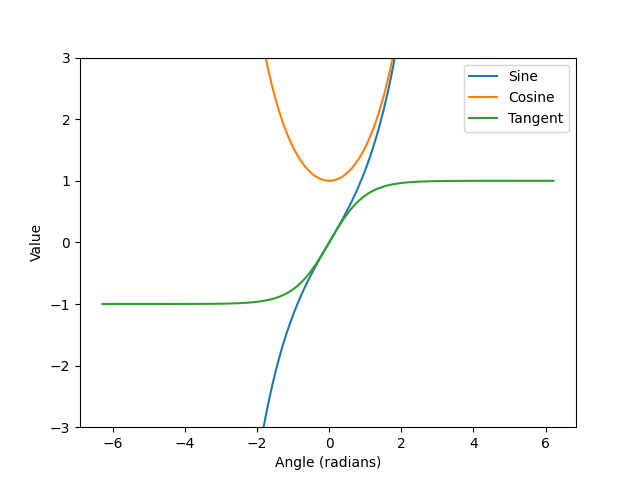 3
2
1
0
−1
−2
−3
Value
−6
−4
−2
0
2
4
6
Angle (radians)
Sine
Cosine
Tangent